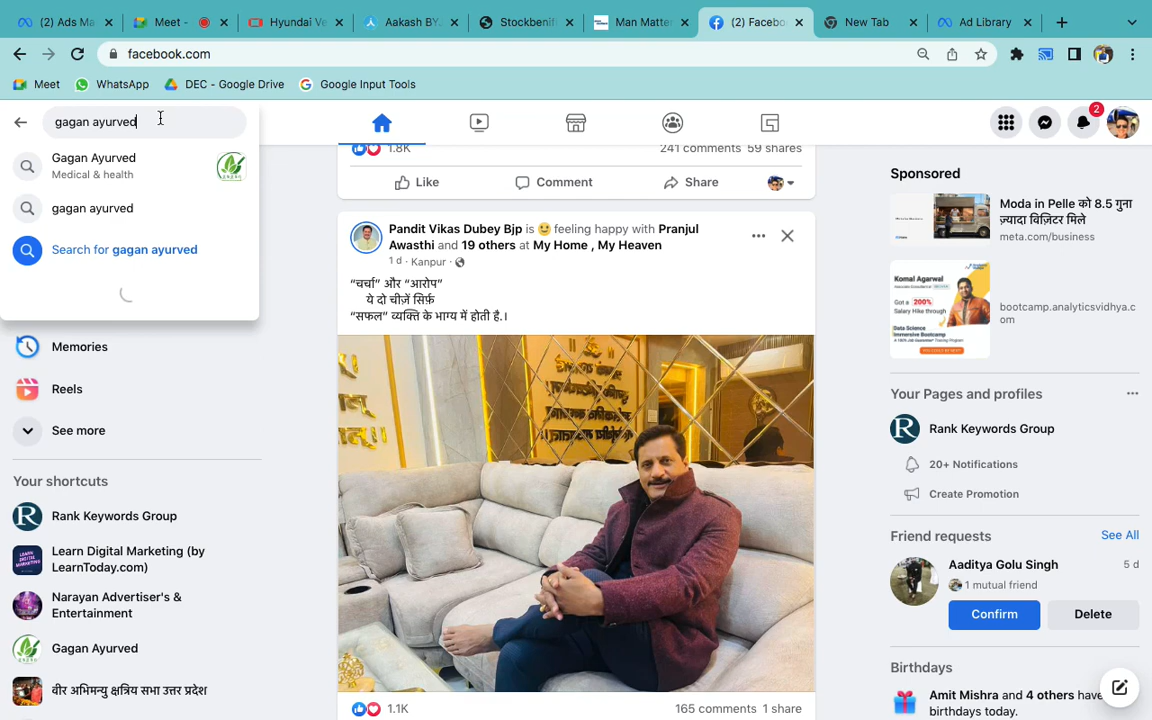 (2) Ads Ma
Meet -
Hyundai Ve
Aakash BY
Stockbenif
Man Matte
(2) Facebo
New Tab
Ad Library
facebook.com
Meet
WhatsApp
DEC - Google Drive
Google Input Tools
gagan ayurved
2
Gagan Ayurved
Medical & health
gagan ayurved
Search for gagan ayurved
Memories
Reels
See more
Your shortcuts
Rank Keywords Group
Learn Digital Marketing (by
LearnToday.com)
Narayan Advertiser's &
Entertainment
Gagan Ayurved
वीर अभिमन्यु क्षत्रिय सभा उत्तर प्रदेश
1.8K
241 comments 59 shares
Like
Comment
Share
Pandit Vikas Dubey Bjp is feeling happy with Pranjul
Awasthi and 19 others at My Home , My Heaven
1 d · Kanpur ·
“चर्चा” और “आरोप”
ये दो चीज़ें सिर्फ़
“सफल” व्यक्ति के भाग्य में होती है.।
1.1K
165 comments 1 share
Sponsored
Moda in Pelle को 8.5 गुना
ज़्यादा विज़िटर मिले
meta.com/business
Komal Agarwal
Got a 200%
Salary Hike through
Data Science
Immersive Bootcamp
bootcamp.analyticsvidhya.c
om
Your Pages and profiles
Rank Keywords Group
20+ Notifications
Create Promotion
Friend requests
See All
Aaditya Golu Singh
5 d
1 mutual friend
Confirm
Delete
Birthdays
Amit Mishra and 4 others have
birthdays today.